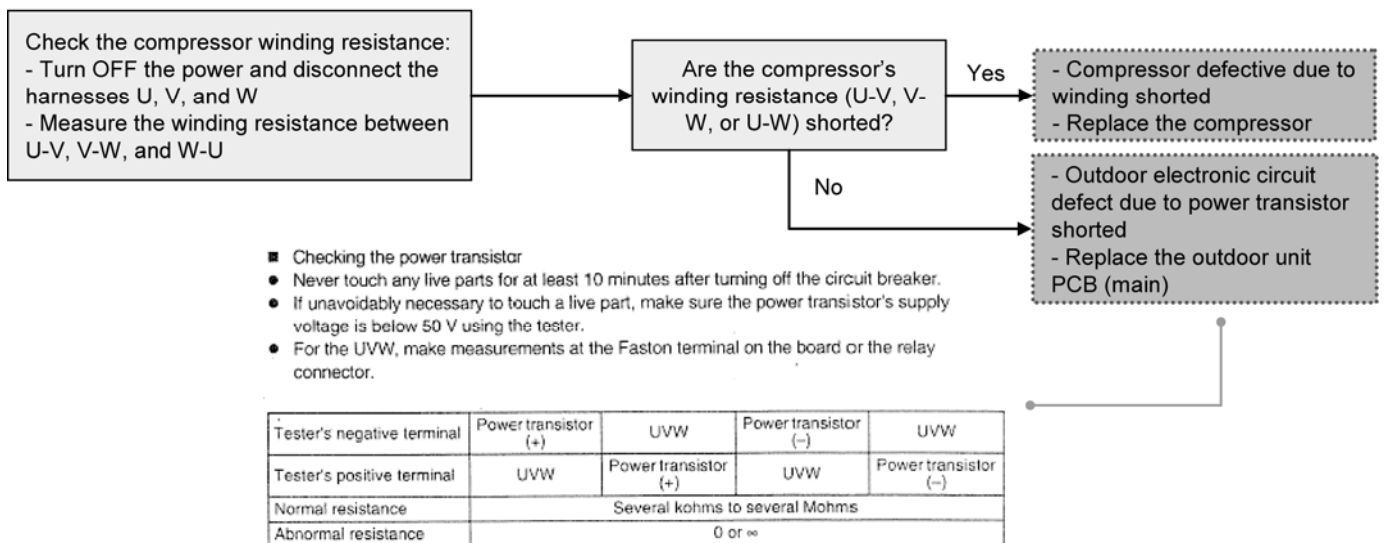 Check the compressor winding resistance:
- Turn OFF the power and disconnect the
harnesses U, V, and W
- Measure the winding resistance between
U-V, V-W, and W-U
Are the compressor's
winding resistance (U-V, V-
W, or U-W) shorted?
Yes
- Compressor defective due to
winding shorted
- Replace the compressor
No
- Outdoor electronic circuit
defect due to power transistor
shorted
- Replace the outdoor unit
PCB (main)
■ Checking the power transistor
● Never touch any live parts for at least 10 minutes after turning off the circuit breaker.
● If unavoidably necessary to touch a live part, make sure the power transistor's supply
voltage is below 50 V using the tester.
● For the UVW, make measurements at the Faston terminal on the board or the relay
connector.
Tester's negative terminal Power transistor (+) UVW Power transistor (–) UVW
Tester's positive terminal UVW Power transistor (+) UVW Power transistor (–)
Normal resistance Several kohms to several Mohms
Abnormal resistance 0 or ∞